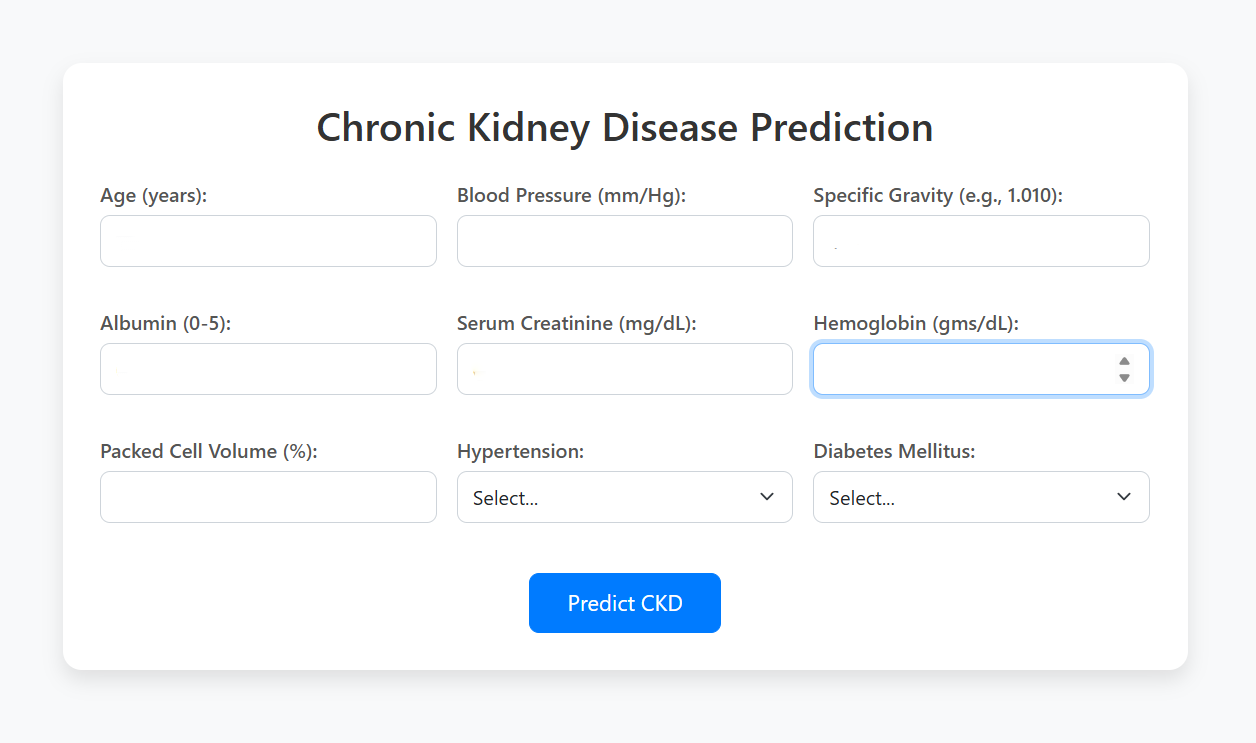 Chronic Kidney Disease Prediction
Age (years):
Blood Pressure (mm/Hg):
Specific Gravity (e.g., 1.010):
Albumin (0-5):
Serum Creatinine (mg/dL):
Hemoglobin (gms/dL):
Packed Cell Volume (%):
Hypertension:
Diabetes Mellitus:
Select...
Select...
Predict CKD